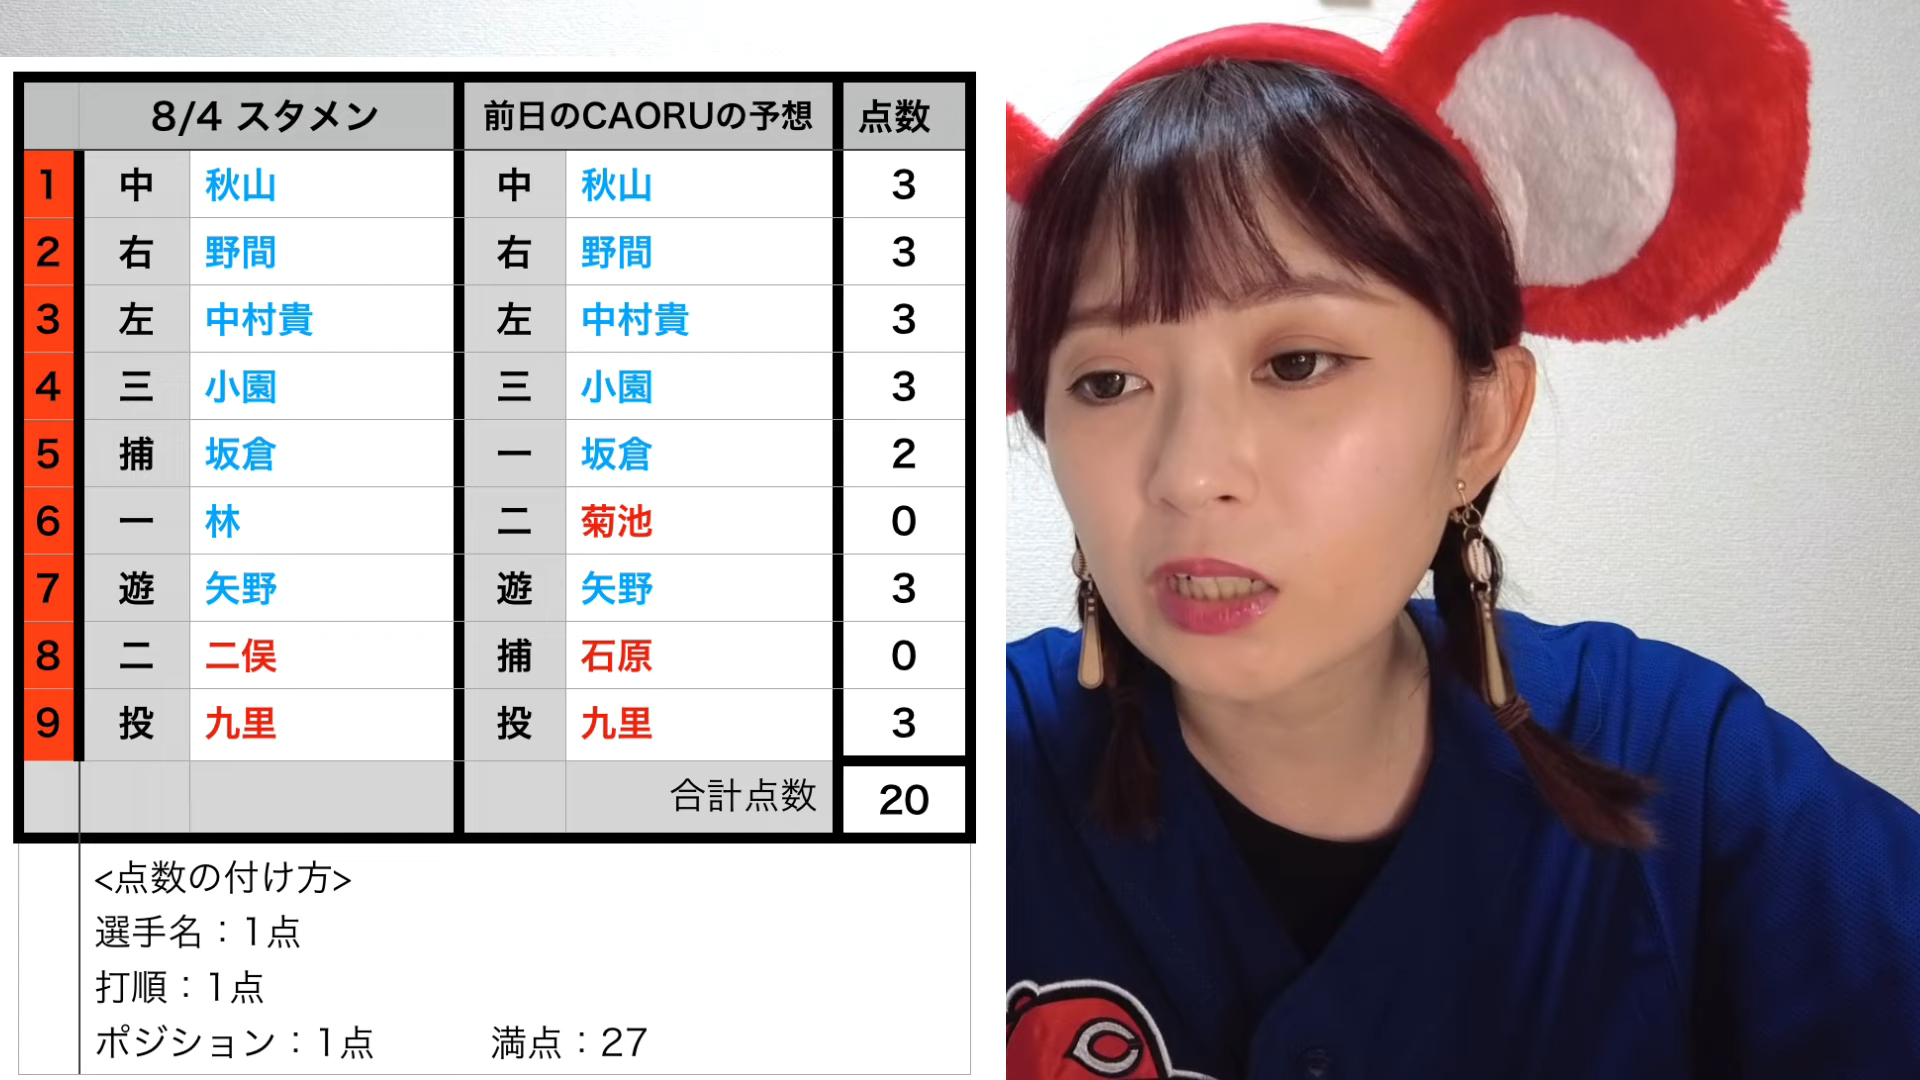 8/4 スタメン 前日のCAORUの予想 点数
1 中 秋山 中 秋山 3
2 右 野間 右 野間 3
3 左 中村貴 左 中村貴 3
4 三 小園 三 小園 3
5 捕 坂倉 一 坂倉 2
6 一 林 二 菊池 0
7 遊 矢野 遊 矢野 3
8 二 二俣 捕 石原 0
9 投 九里 投 九里 3
合計点数 20
<点数の付け方>
選手名：1点
打順：1点
ポジション：1点 満点：27
C